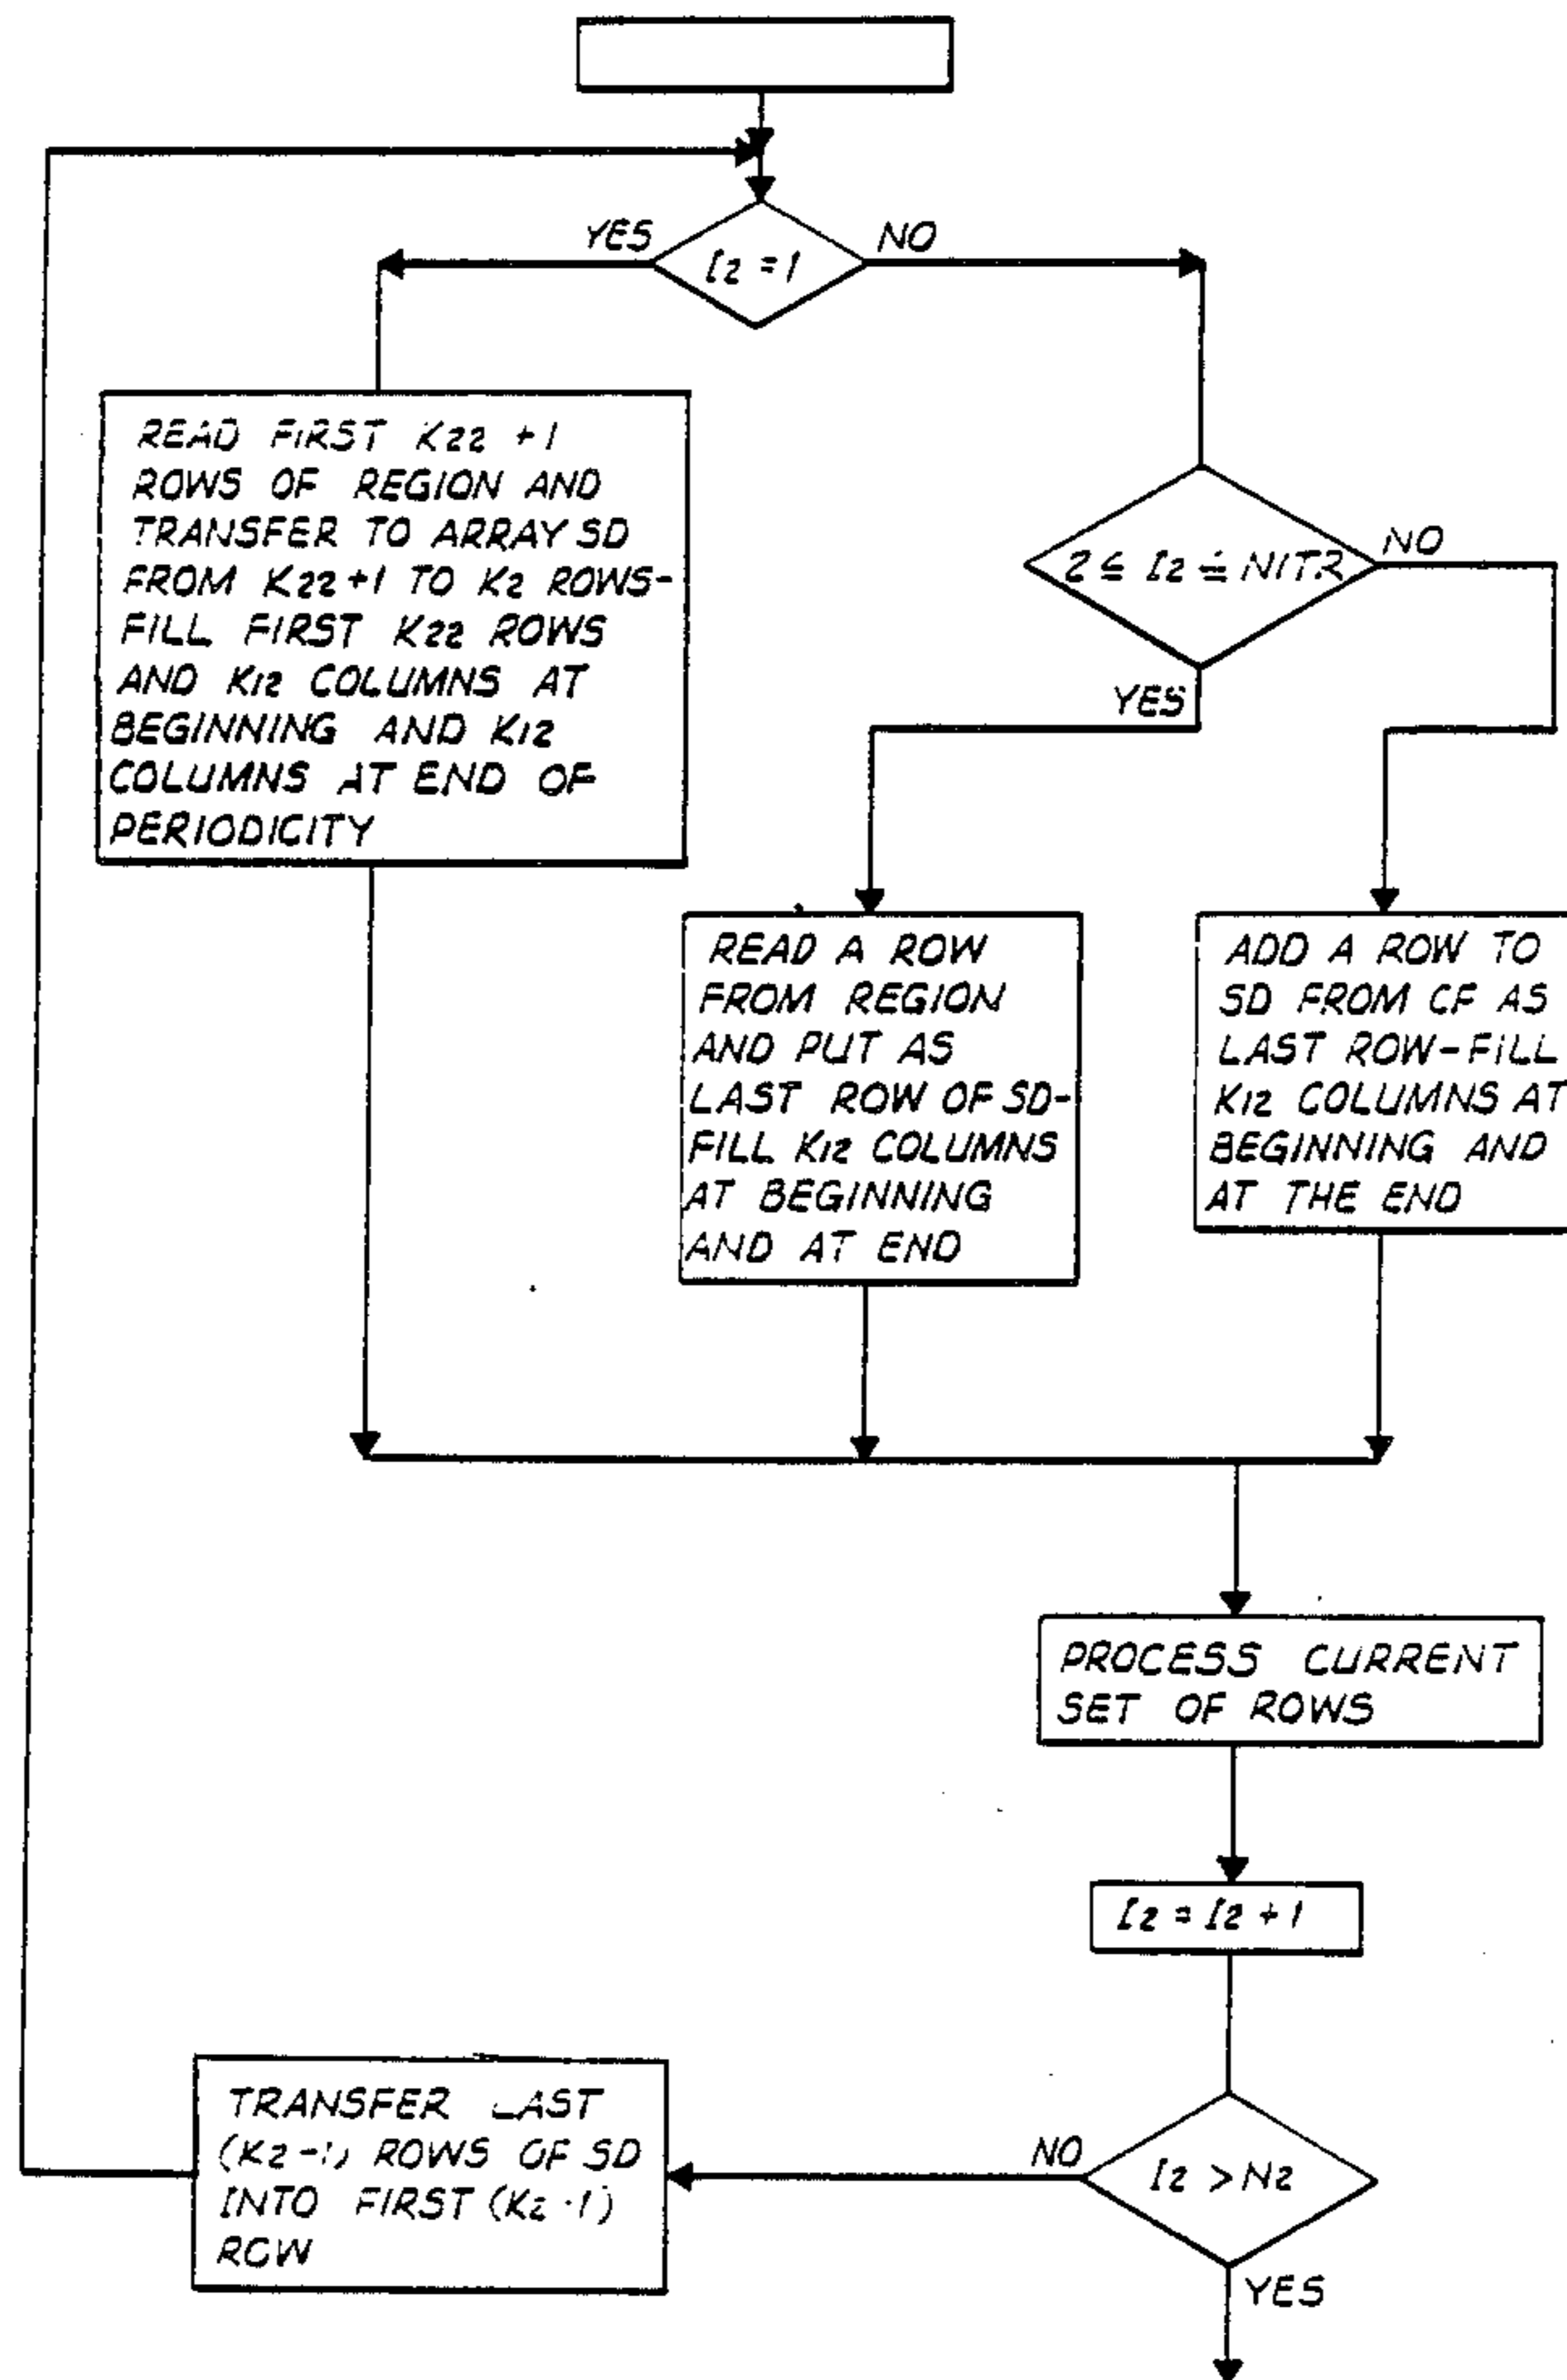 YES
I2 = 1
NO
READ FIRST K22 + 1
ROWS OF REGION AND
TRANSFER TO ARRAY SD
FROM K22+1 TO K2 ROWS-
FILL FIRST K22 ROWS
AND K12 COLUMNS AT
BEGINNING AND K12
COLUMNS AT END OF
PERIODICITY
2 ≤ I2 ≤ NITR
NO
YES
READ A ROW
FROM REGION
AND PUT AS
LAST ROW OF SD-
FILL K12 COLUMNS
AT BEGINNING
AND AT END
ADD A ROW TO
SD FROM CF AS
LAST ROW-FILL
K12 COLUMNS AT
BEGINNING AND
AT THE END
PROCESS CURRENT
SET OF ROWS
I2 = I2 + 1
TRANSFER LAST
(K2-1) ROWS OF SD
INTO FIRST (K2-1)
ROW
NO
I2 > N2
YES